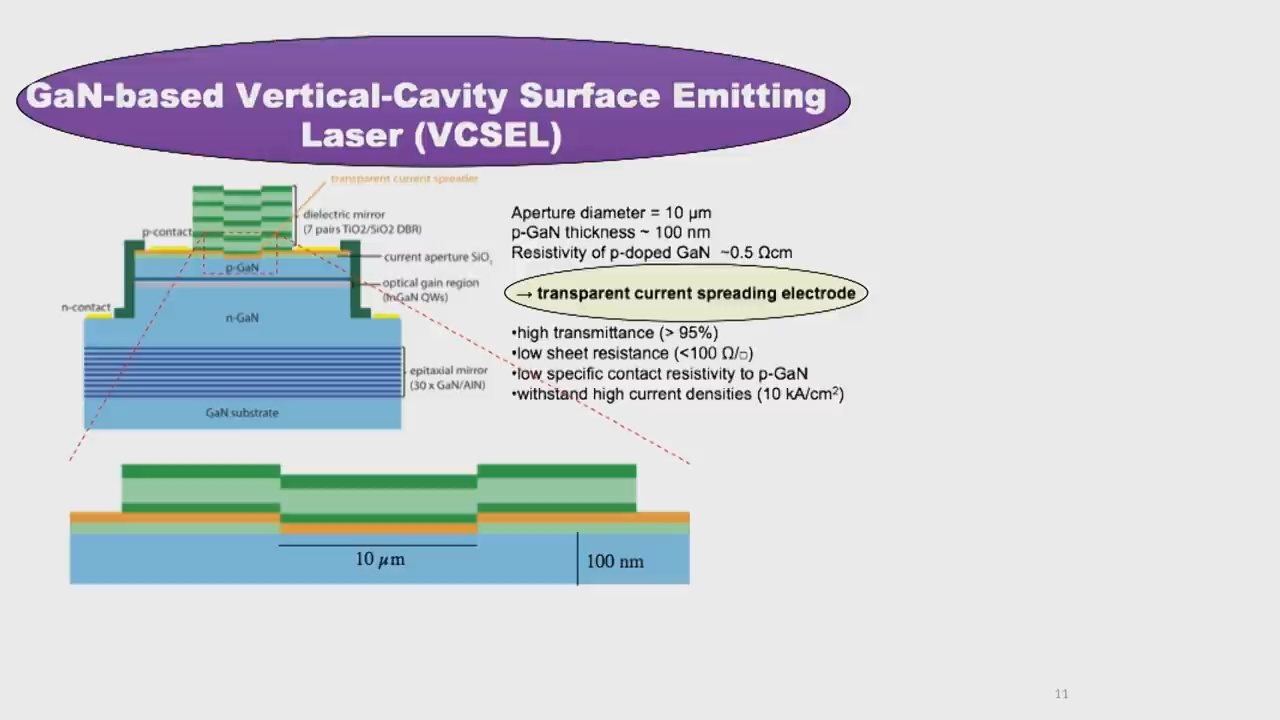 GaN-based Vertical-Cavity Surface Emitting
Laser (VCSEL)
transparent current spreader
dielectric mirror
(7 pairs TiO2/SiO2 DBR)
p-contact
current aperture SiO
p-GaN
optical gain region
(InGaN QWs)
n-contact
n-GaN
epitaxial mirror
(30 x GaN/AlN)
GaN substrate
Aperture diameter = 10 µm
p-GaN thickness ~ 100 nm
Resistivity of p-doped GaN ~0.5 Ωcm
→ transparent current spreading electrode
•high transmittance (> 95%)
•low sheet resistance (<100 Ω/□)
•low specific contact resistivity to p-GaN
•withstand high current densities (10 kA/cm²)
10 µm
100 nm
11